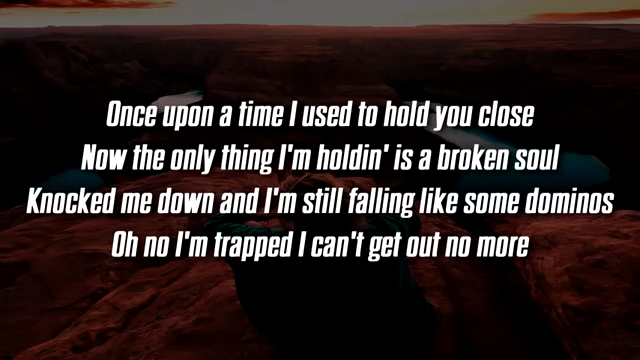 Once upon a time I used to hold you close
Now the only thing I'm holdin' is a broken soul
Knocked me down and I'm still falling like some dominos
Oh no I'm trapped I can't get out no more